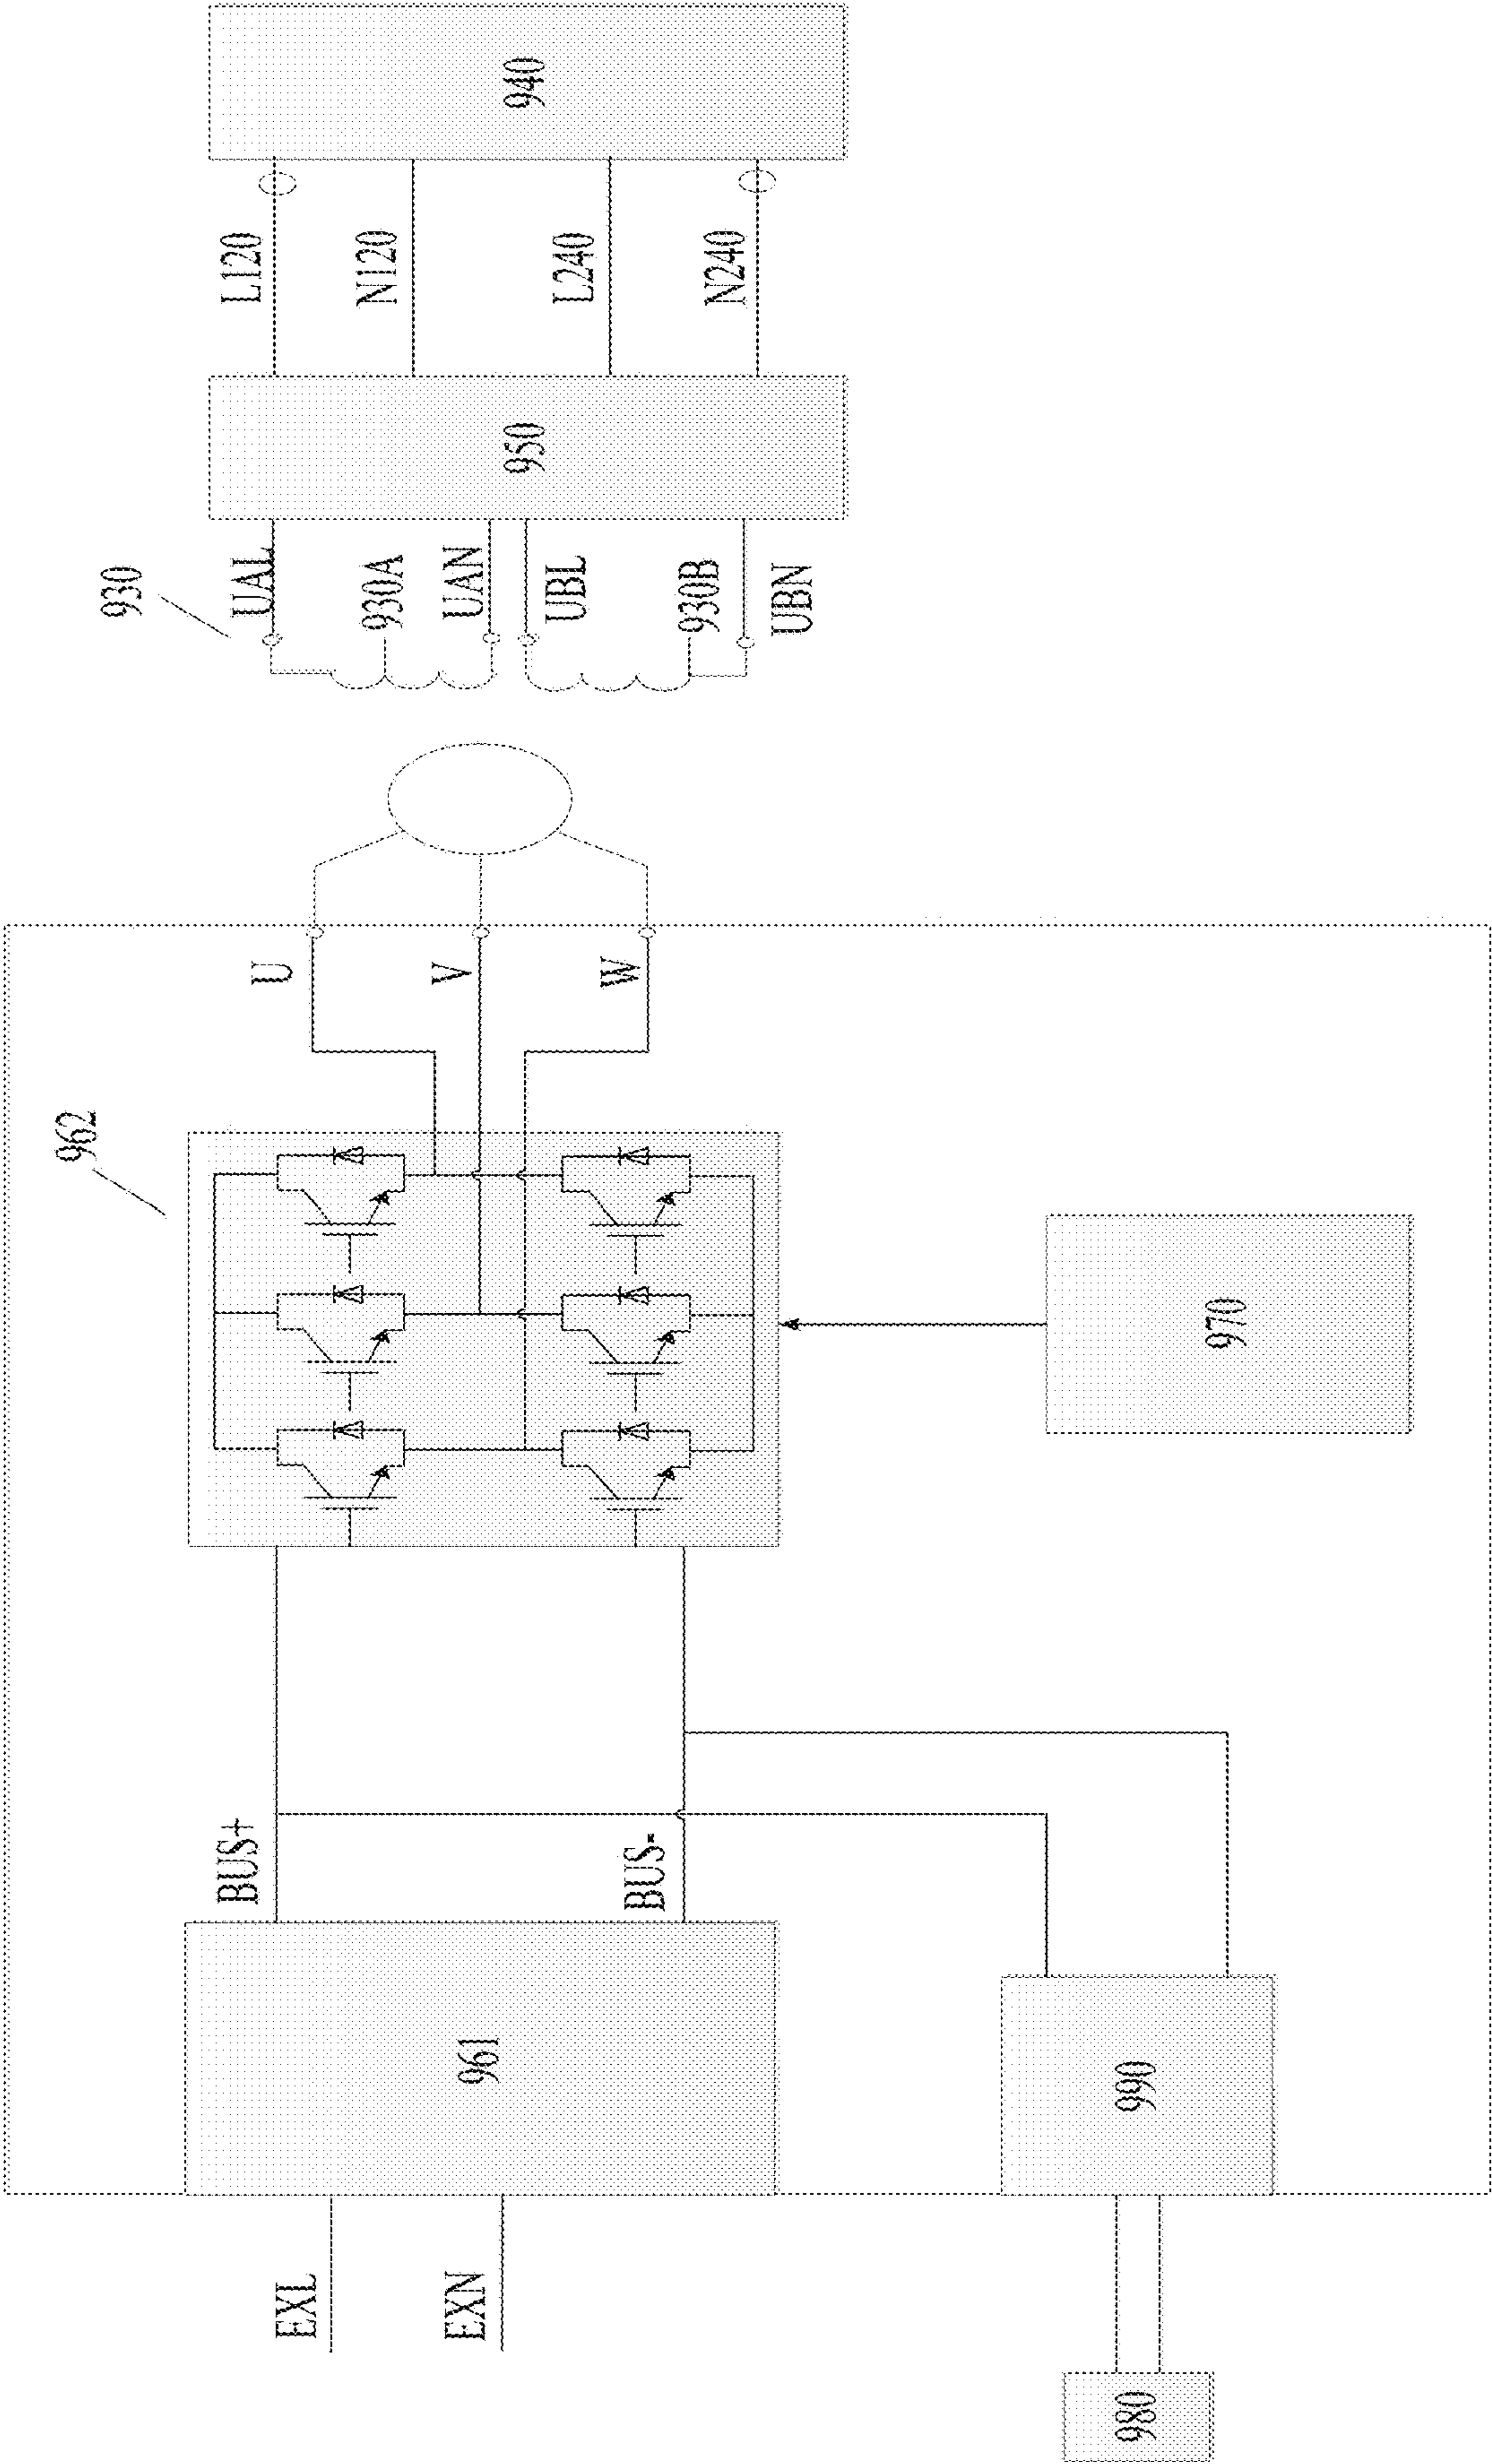 940
L120
N120
L240
N240
950
930
UAL
930A
UAN
UBL
930B
UBN
U
V
W
962
970
BUS+
BUS-
961
990
EXL
EXN
980